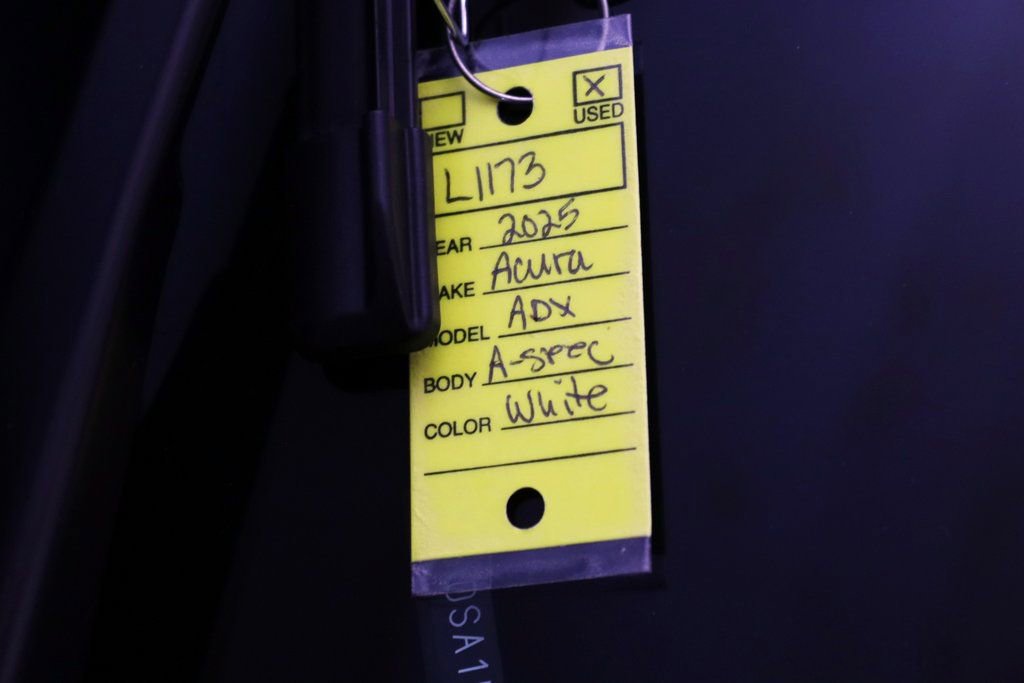 X
USED
EW
L1173
EAR 2025
AKE Acura
MODEL ADX
BODY A-spec
COLOR White